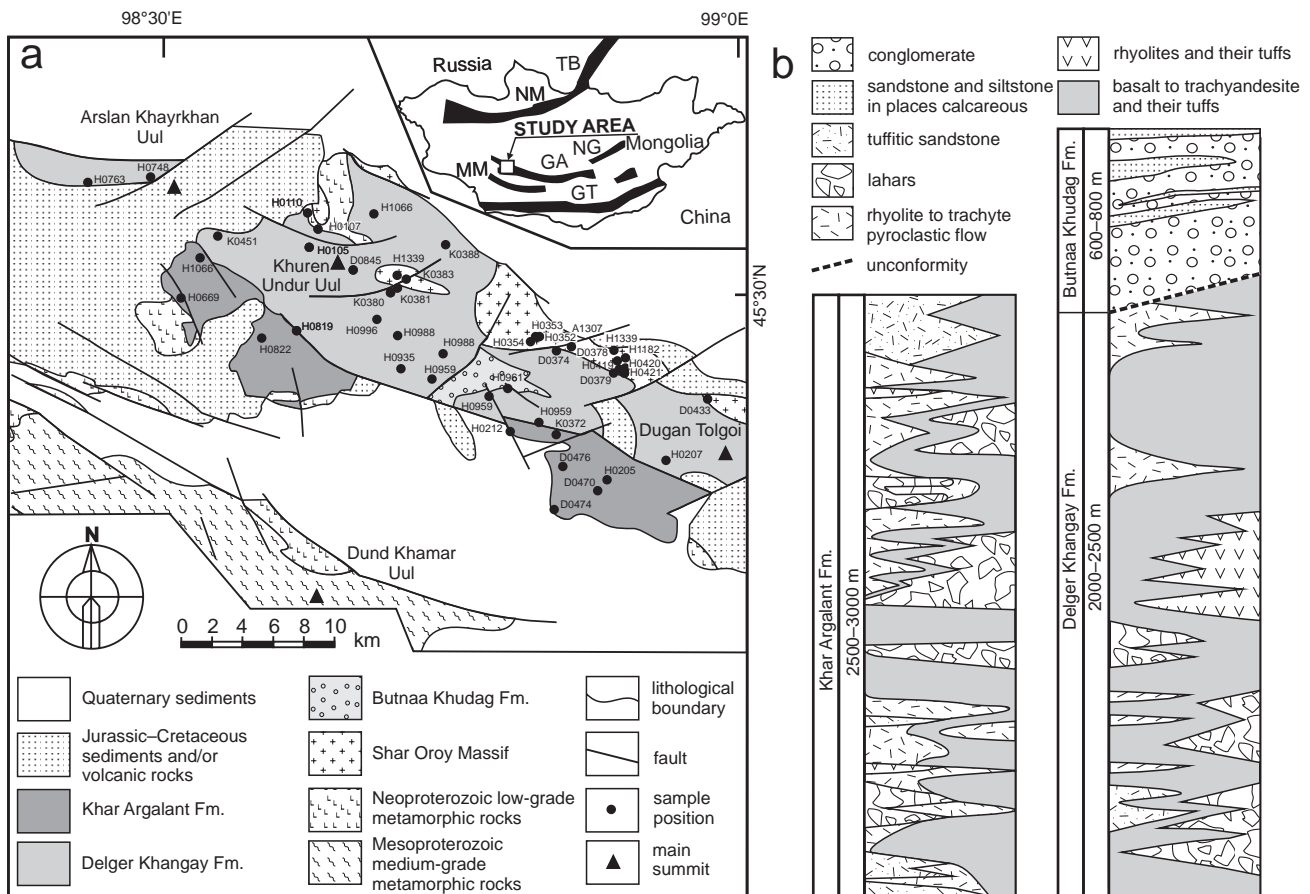 98°30'E
99°0'E
a
Russia
TB
NM
STUDY AREA
NG
Mongolia
MM
GA
GT
China
Arslan Khayrkhan
Uul
H0748
H0763
H0110
H1066
H0107
K0451
H0105
K0388
H1066
D0845
H1339
Khuren
Undur Uul
K0383
K0381
K0380
H0669
45°30'N
H0996
H0819
H0988
H0353
A1307
H0822
H0354
H0352
H1339
D0378
H1182
H0988
D0374
H0420
H0419
H0421
H0935
D0379
H0959
H0961
H0959
D0433
H0959
H0212
K0372
Dugan Tolgoi
D0476
H0207
H0205
D0470
D0474
N
Dund Khamar
Uul
0 2 4 6 8 10
km
Quaternary sediments
Jurassic–Cretaceous
sediments and/or
volcanic rocks
Khar Argalant Fm.
Delger Khangay Fm.
Butnaa Khudag Fm.
Shar Oroy Massif
Neoproterozoic low-grade
metamorphic rocks
Mesoproterozoic
medium-grade
metamorphic rocks
lithological
boundary
fault
sample
position
main
summit
b
conglomerate
sandstone and siltstone
in places calcareous
tuffitic sandstone
lahars
rhyolite to trachyte
pyroclastic flow
unconformity
rhyolites and their tuffs
basalt to trachyandesite
and their tuffs
Khar Argalant Fm.
2500–3000 m
Butnaa Khudag Fm.
600–800 m
Delger Khangay Fm.
2000–2500 m